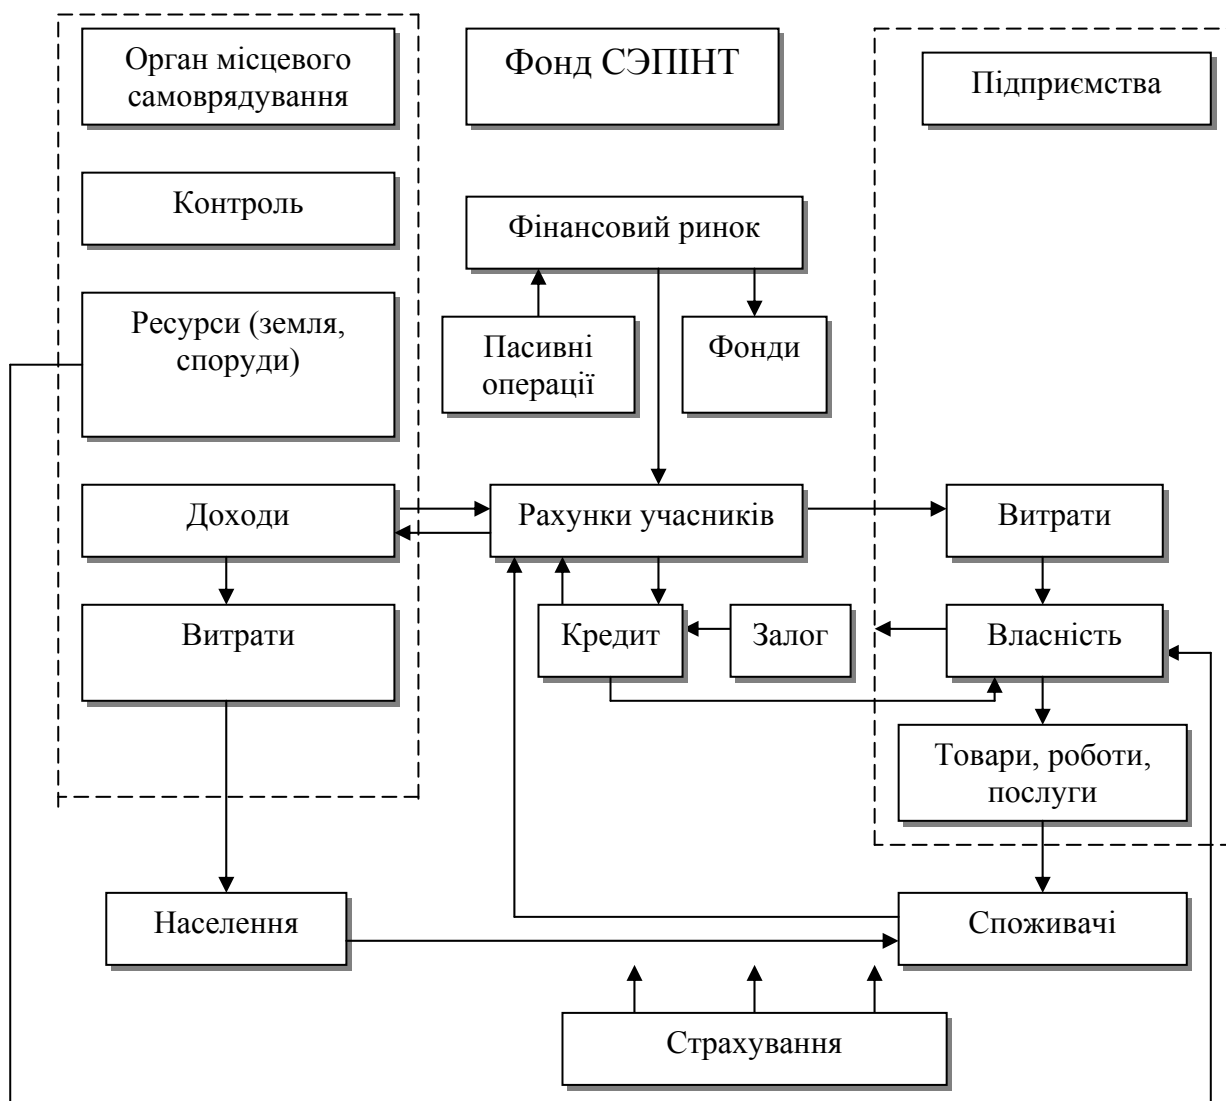 Орган місцевого
самоврядування
Фонд СЭПІНТ
Підприємства
Контроль
Фінансовий ринок
Ресурси (земля,
споруди)
Пасивні
операції
Фонди
Доходи
Рахунки учасників
Витрати
Витрати
Кредит
Залог
Власність
Товари, роботи,
послуги
Населення
Споживачі
Страхування